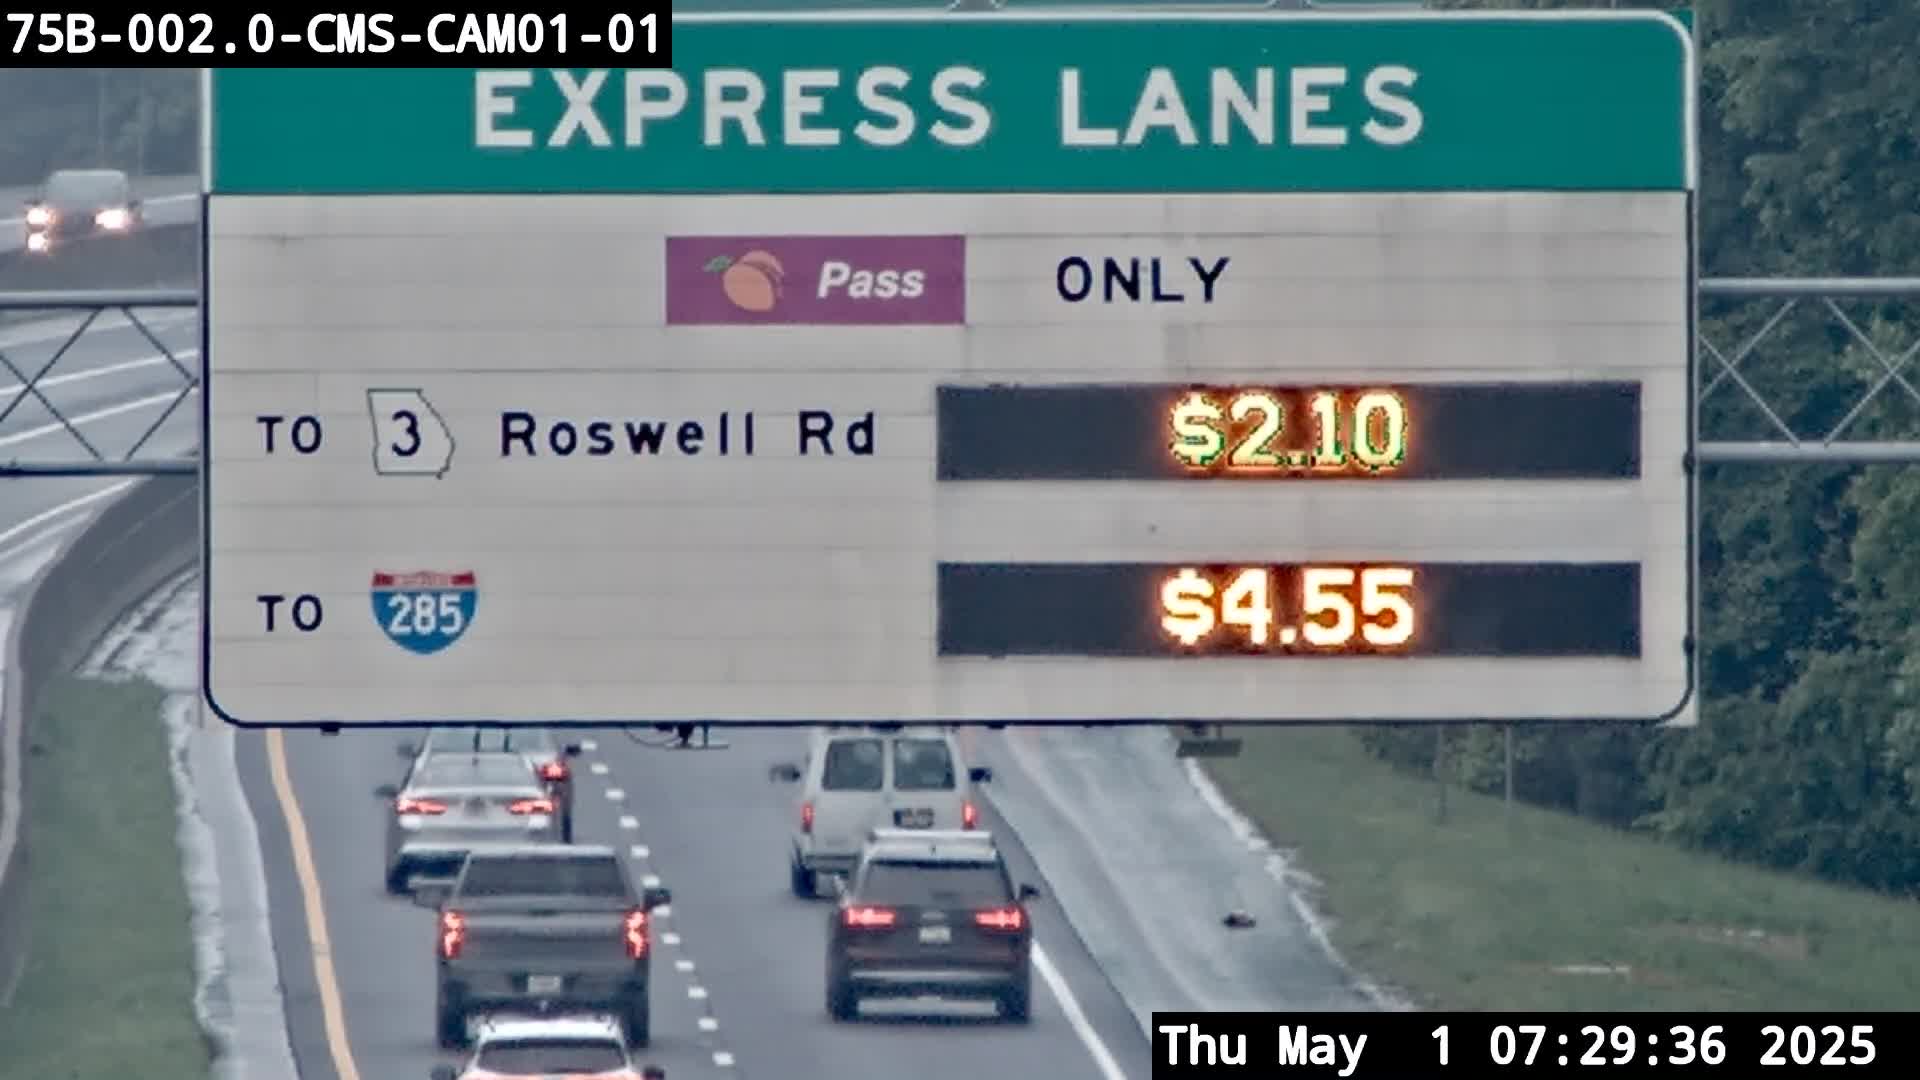 75B-002.0-CMS-CAM01-01
EXPRESS LANES
Pass ONLY
TO 3 Roswell Rd $2.10
TO 285 $4.55
Thu May 1 07:29:36 2025